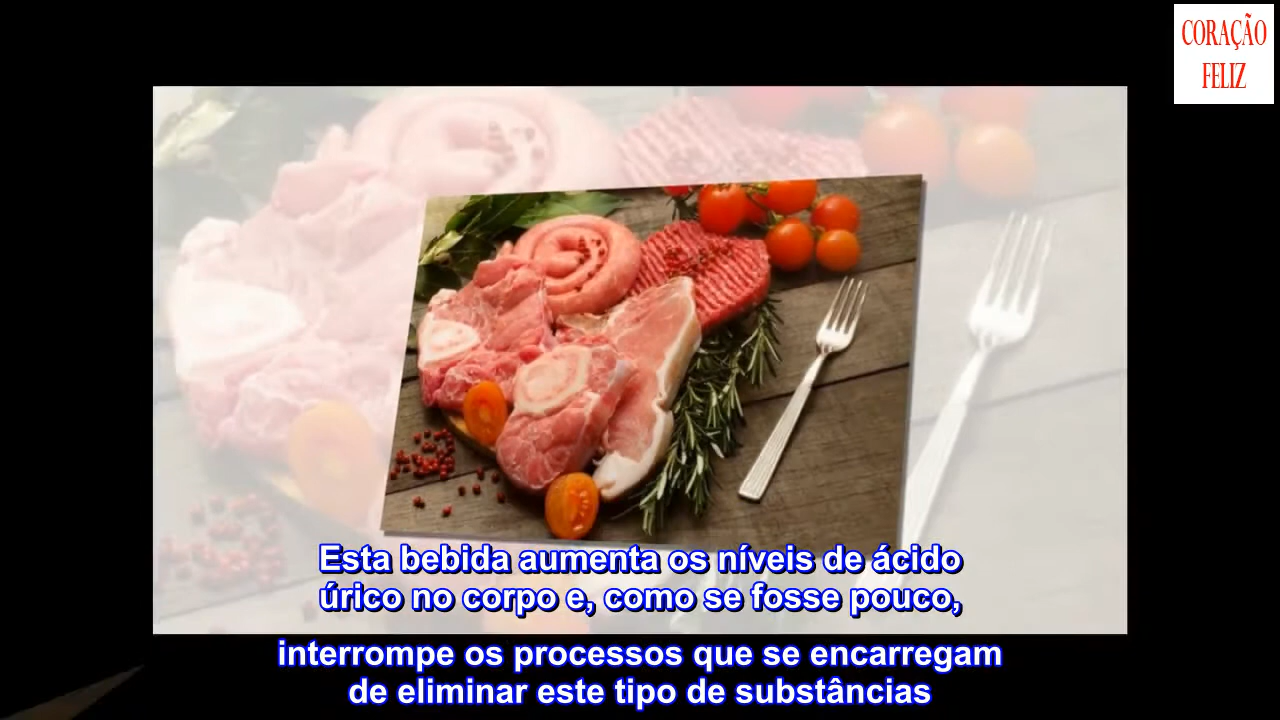 CORAÇÃO
FELIZ
Esta bebida aumenta os níveis de ácido
úrico no corpo e, como se fosse pouco,
interrompe os processos que se encarregam
de eliminar este tipo de substâncias